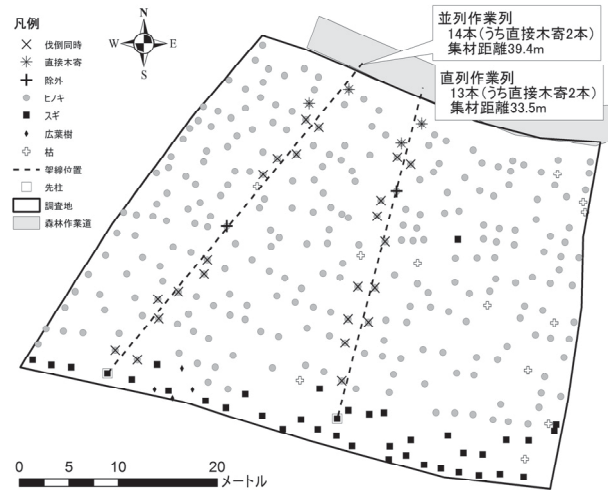 凡例
伐倒同時
直接木寄
除外
ヒノキ
スギ
広葉樹
枯
架線位置
先柱
調査地
森林作業道
N
W E
S
並列作業列
14本(うち直接木寄2本)
集材距離39.4m
直列作業列
13本(うち直接木寄2本)
集材距離33.5m
0 5 10 20 メートル